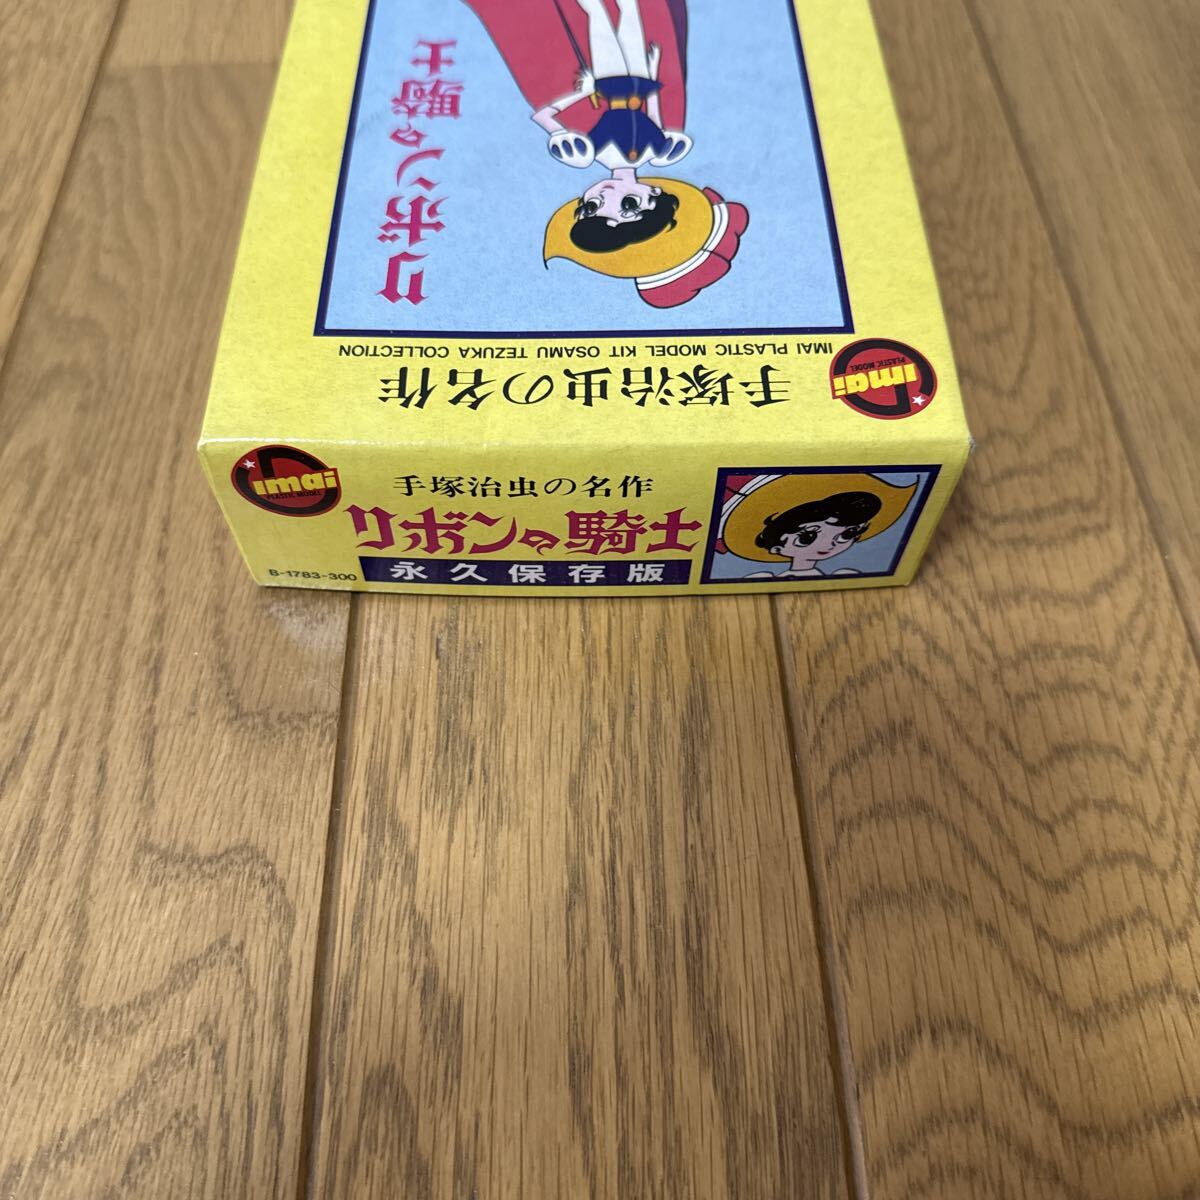 リボンの騎士
IMAI PLASTIC MODEL KIT OSAMU TEZUKA COLLECTION
手塚治虫の名作
imai
PLASTIC MODEL
imai
PLASTIC MODEL
手塚治虫の名作
リボンの騎士
永久保存版
B-1783-300